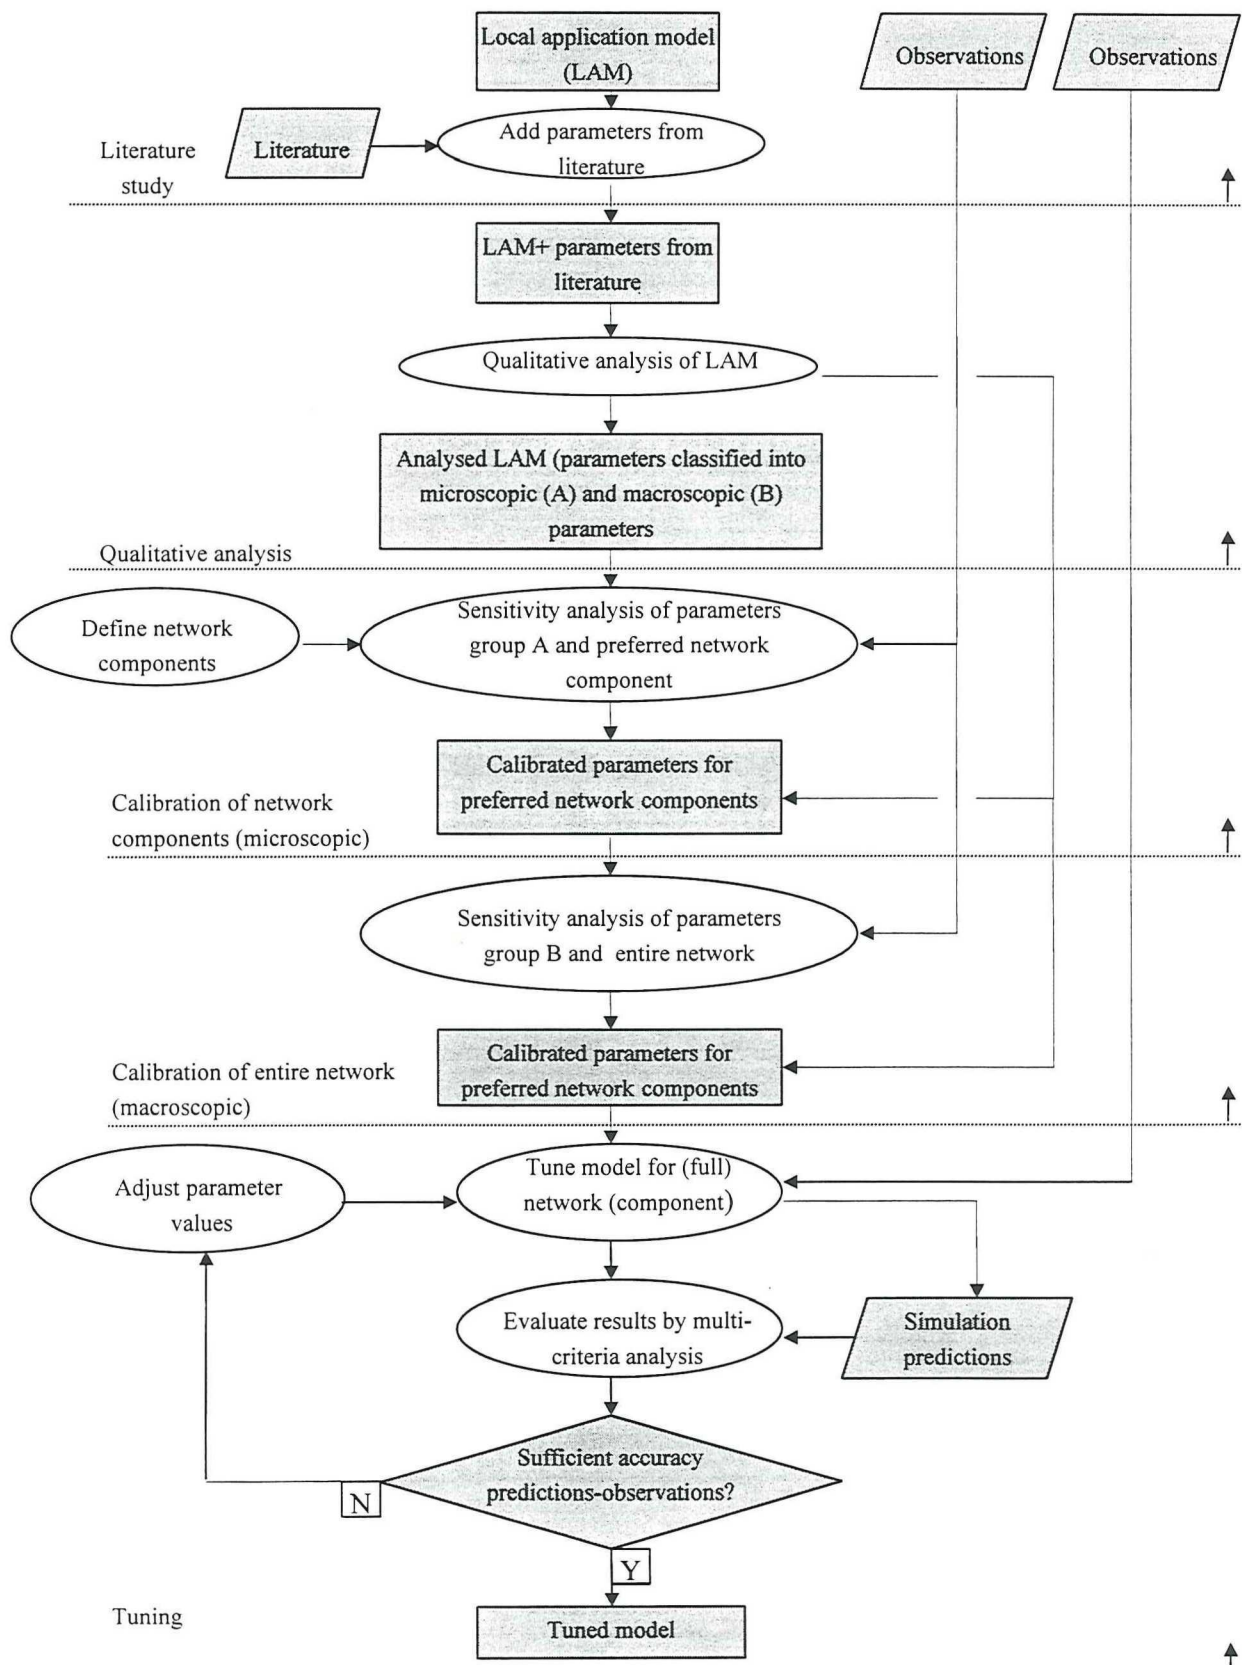 Local application model
(LAM)
Observations
Observations
Literature
Add parameters from
literature
Literature
study
LAM+ parameters from
literature
Qualitative analysis of LAM
Analysed LAM (parameters classified into
microscopic (A) and macroscopic (B)
parameters
Qualitative analysis
Define network
components
Sensitivity analysis of parameters
group A and preferred network
component
Calibrated parameters for
preferred network components
Calibration of network
components (microscopic)
Sensitivity analysis of parameters
group B and entire network
Calibrated parameters for
preferred network components
Calibration of entire network
(macroscopic)
Adjust parameter
values
Tune model for (full)
network (component)
Evaluate results by multi-
criteria analysis
Simulation
predictions
Sufficient accuracy
predictions-observations?
N
Y
Tuning
Tuned model